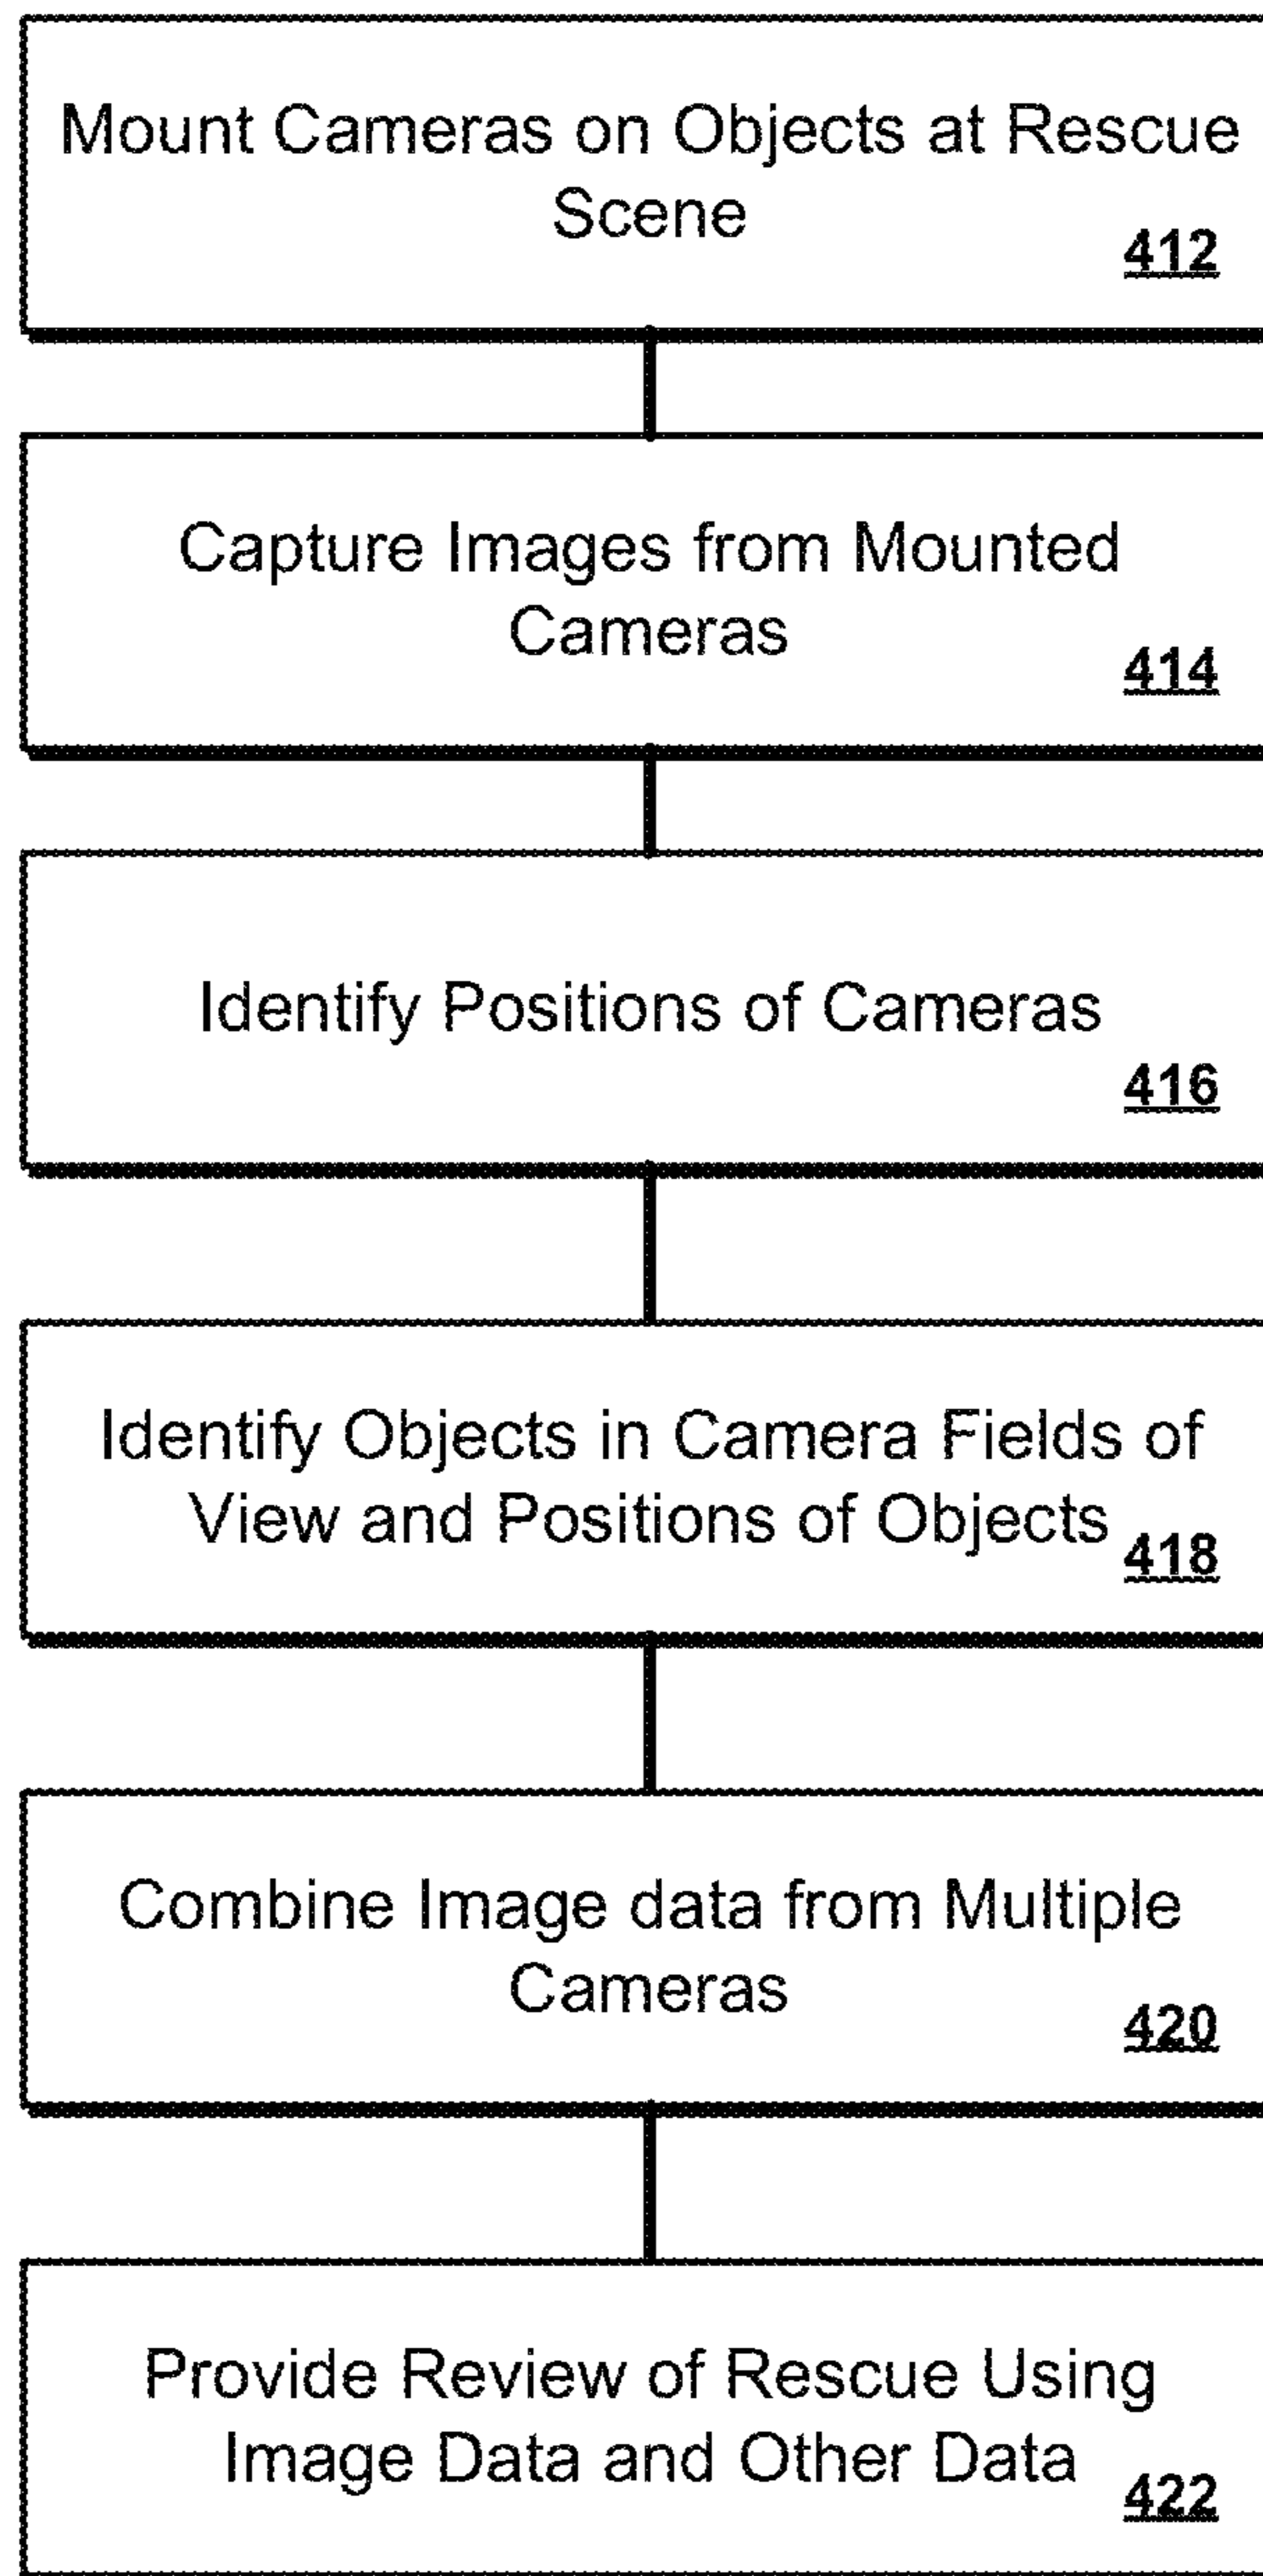 Mount Cameras on Objects at Rescue
Scene
412
Capture Images from Mounted
Cameras
414
Identify Positions of Cameras
416
Identify Objects in Camera Fields of
View and Positions of Objects
418
Combine Image data from Multiple
Cameras
420
Provide Review of Rescue Using
Image Data and Other Data
422